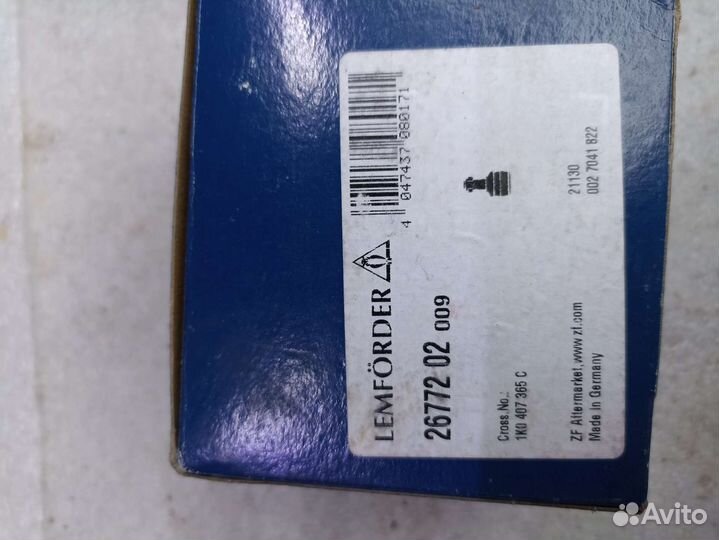 LEMFÖRDER
4 047437 080171
26772 02 009
Cross.No.:
1K0 407 365 C
21130
002 7041 822
ZF Aftermarket,www.zf.com
Made in Germany
Avito